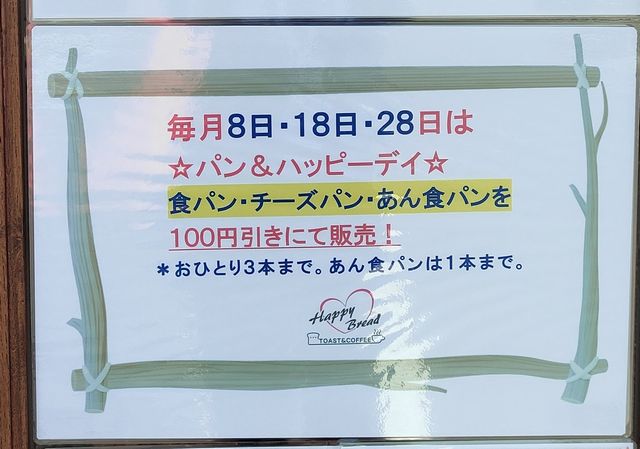 毎月8日・18日・28日は
☆パン＆ハッピーデイ☆
食パン・チーズパン・あん食パンを
100円引きにて販売！
＊おひとり3本まで。あん食パンは1本まで。
Happy
Bread
TOAST&COFFEE